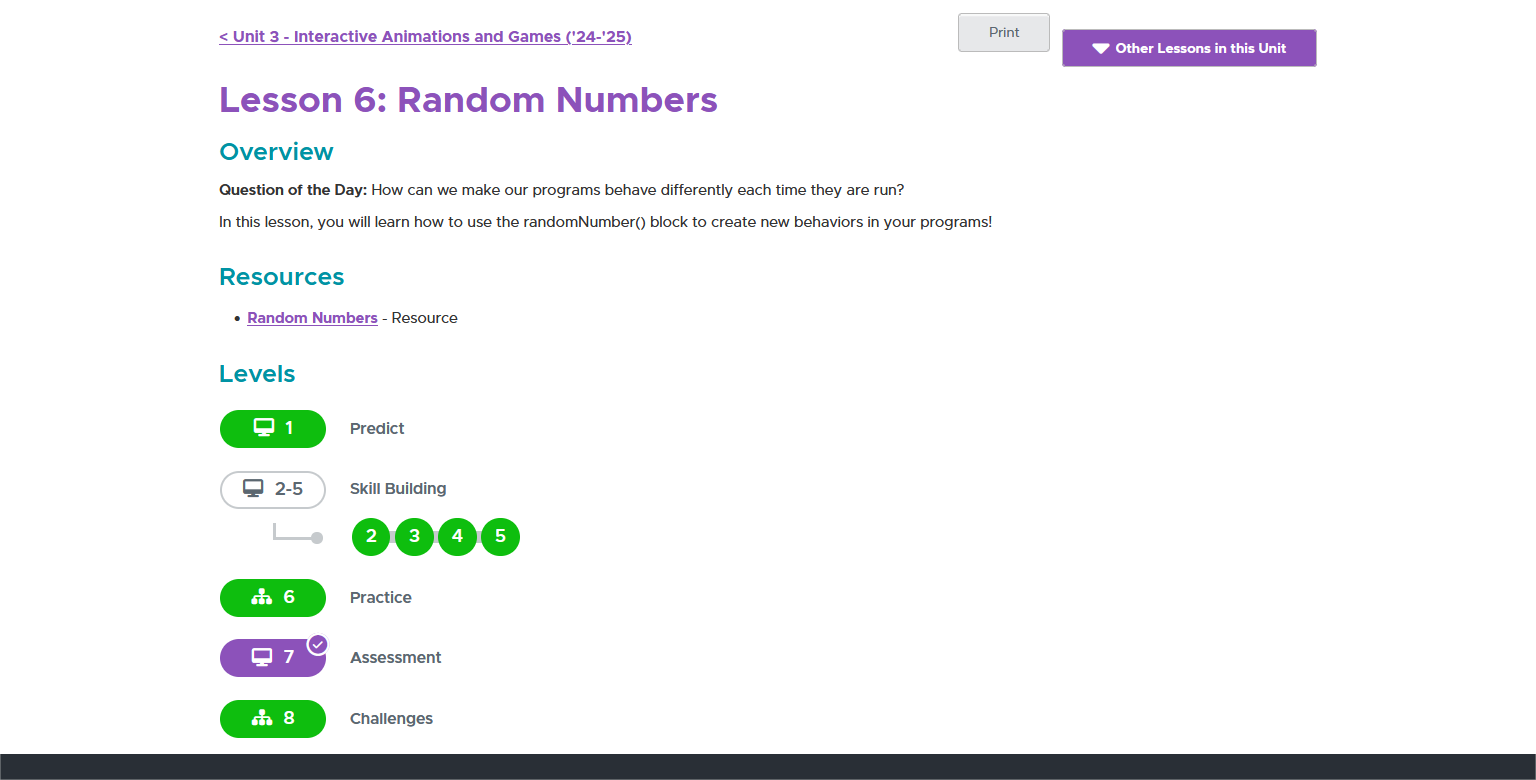 < Unit 3 - Interactive Animations and Games ('24-'25)
Print
Other Lessons in this Unit
Lesson 6: Random Numbers
Overview
Question of the Day: How can we make our programs behave differently each time they are run?
In this lesson, you will learn how to use the randomNumber() block to create new behaviors in your programs!
Resources
• Random Numbers - Resource
Levels
1 Predict
2-5 Skill Building
2 3 4 5
6 Practice
7 Assessment
8 Challenges